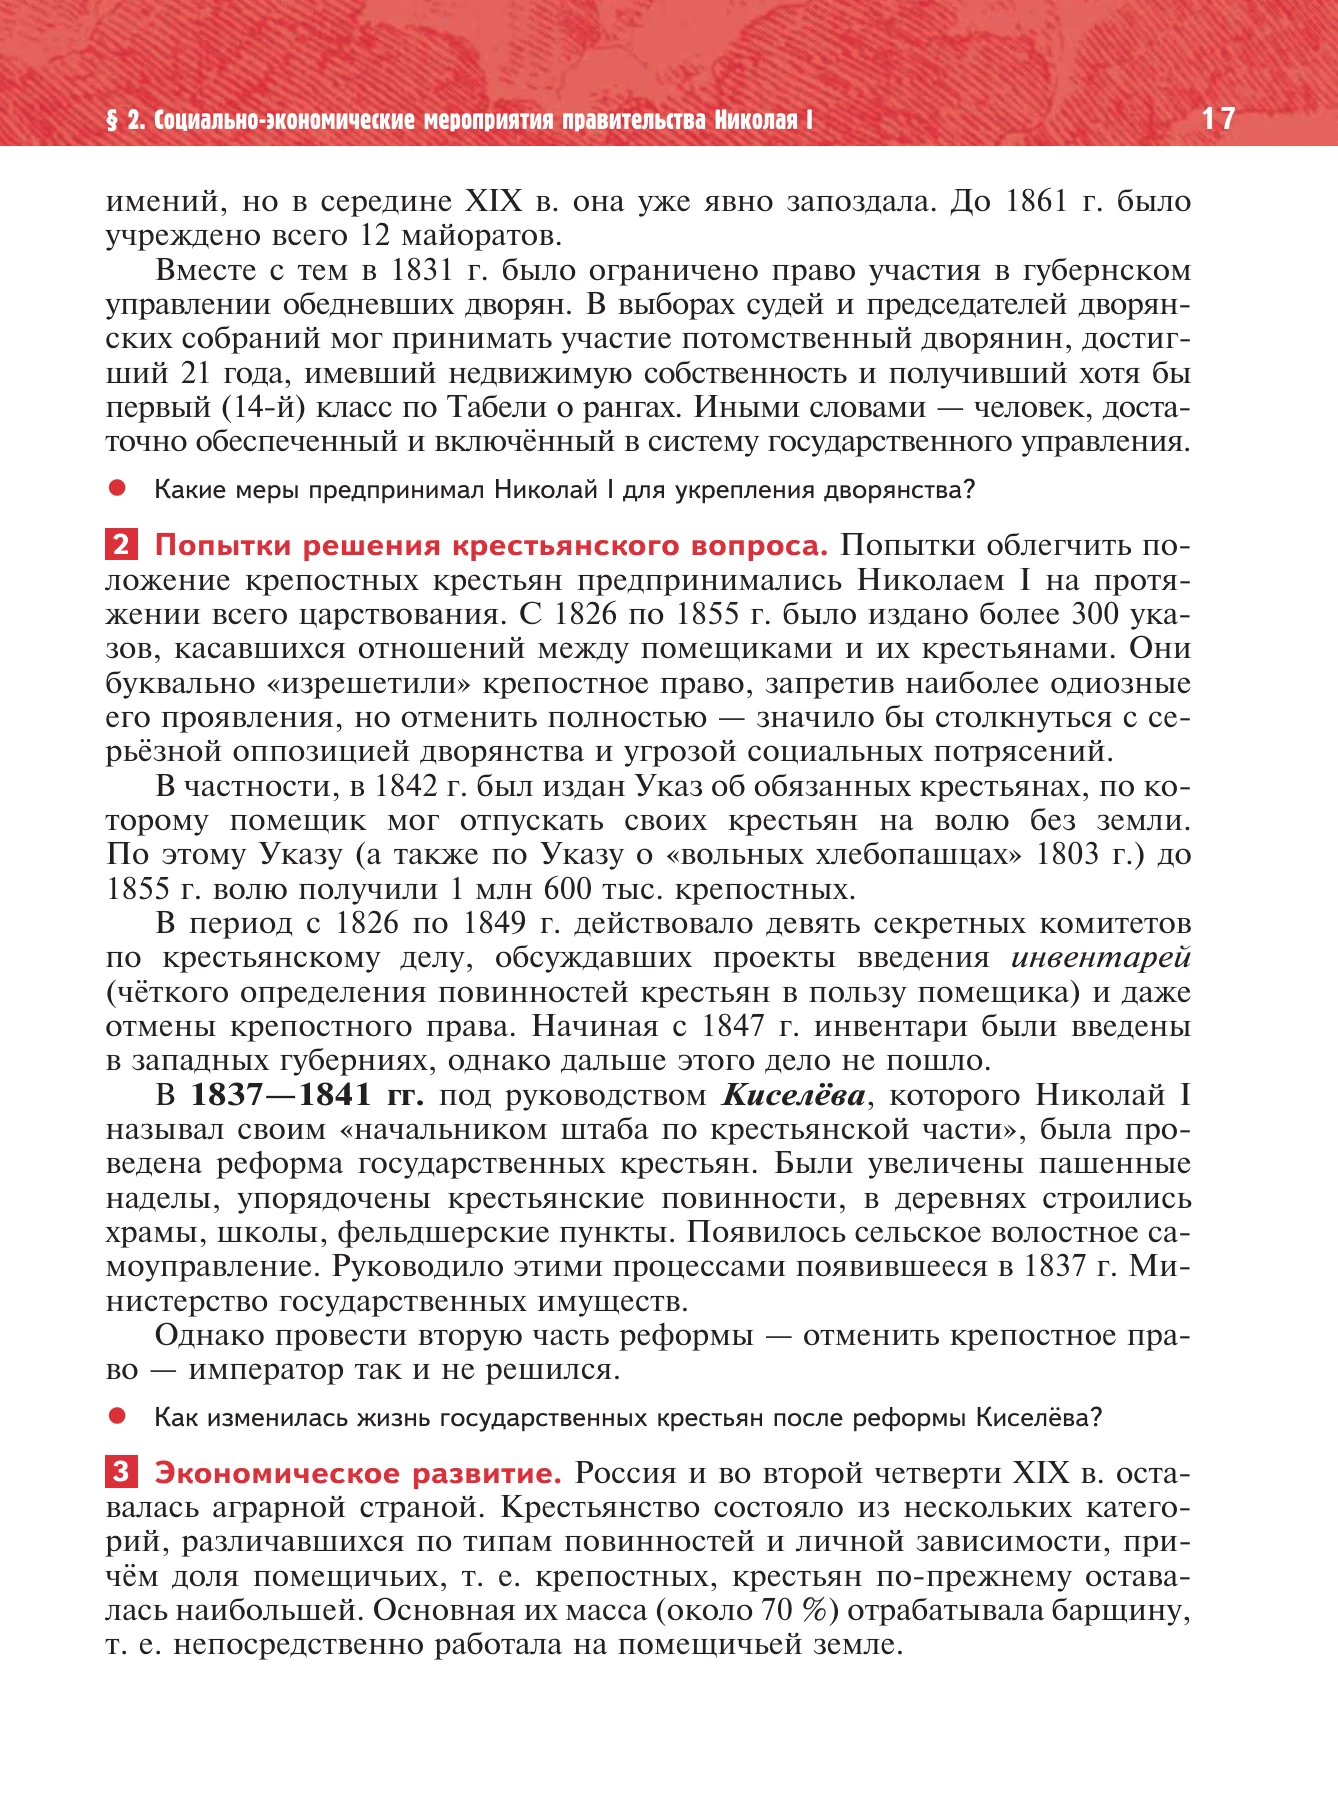 § 2. Социально-экономические мероприятия правительства Николая I 17
имений, но в середине XIX в. она уже явно запоздала. До 1861 г. было
учреждено всего 12 майоратов.
Вместе с тем в 1831 г. было ограничено право участия в губернском
управлении обедневших дворян. В выборах судей и председателей дворян-
ских собраний мог принимать участие потомственный дворянин, достиг-
ший 21 года, имевший недвижимую собственность и получивший хотя бы
первый (14-й) класс по Табели о рангах. Иными словами — человек, доста-
точно обеспеченный и включённый в систему государственного управления.
● Какие меры предпринимал Николай I для укрепления дворянства?
2 Попытки решения крестьянского вопроса. Попытки облегчить по-
ложение крепостных крестьян предпринимались Николаем I на протя-
жении всего царствования. С 1826 по 1855 г. было издано более 300 ука-
зов, касавшихся отношений между помещиками и их крестьянами. Они
буквально «изрешетили» крепостное право, запретив наиболее одиозные
его проявления, но отменить полностью — значило бы столкнуться с се-
рьёзной оппозицией дворянства и угрозой социальных потрясений.
В частности, в 1842 г. был издан Указ об обязанных крестьянах, по ко-
торому помещик мог отпускать своих крестьян на волю без земли.
По этому Указу (а также по Указу о «вольных хлебопашцах» 1803 г.) до
1855 г. волю получили 1 млн 600 тыс. крепостных.
В период с 1826 по 1849 г. действовало девять секретных комитетов
по крестьянскому делу, обсуждавших проекты введения инвентарей
(чёткого определения повинностей крестьян в пользу помещика) и даже
отмены крепостного права. Начиная с 1847 г. инвентари были введены
в западных губерниях, однако дальше этого дело не пошло.
В 1837—1841 гг. под руководством Киселёва, которого Николай I
называл своим «начальником штаба по крестьянской части», была про-
ведена реформа государственных крестьян. Были увеличены пашенные
наделы, упорядочены крестьянские повинности, в деревнях строились
храмы, школы, фельдшерские пункты. Появилось сельское волостное са-
моуправление. Руководило этими процессами появившееся в 1837 г. Ми-
нистерство государственных имуществ.
Однако провести вторую часть реформы — отменить крепостное пра-
во — император так и не решился.
● Как изменилась жизнь государственных крестьян после реформы Киселёва?
3 Экономическое развитие. Россия и во второй четверти XIX в. оста-
валась аграрной страной. Крестьянство состояло из нескольких катего-
рий, различавшихся по типам повинностей и личной зависимости, при-
чём доля помещичьих, т. е. крепостных, крестьян по-прежнему остава-
лась наибольшей. Основная их масса (около 70 %) отрабатывала барщину,
т. е. непосредственно работала на помещичьей земле.